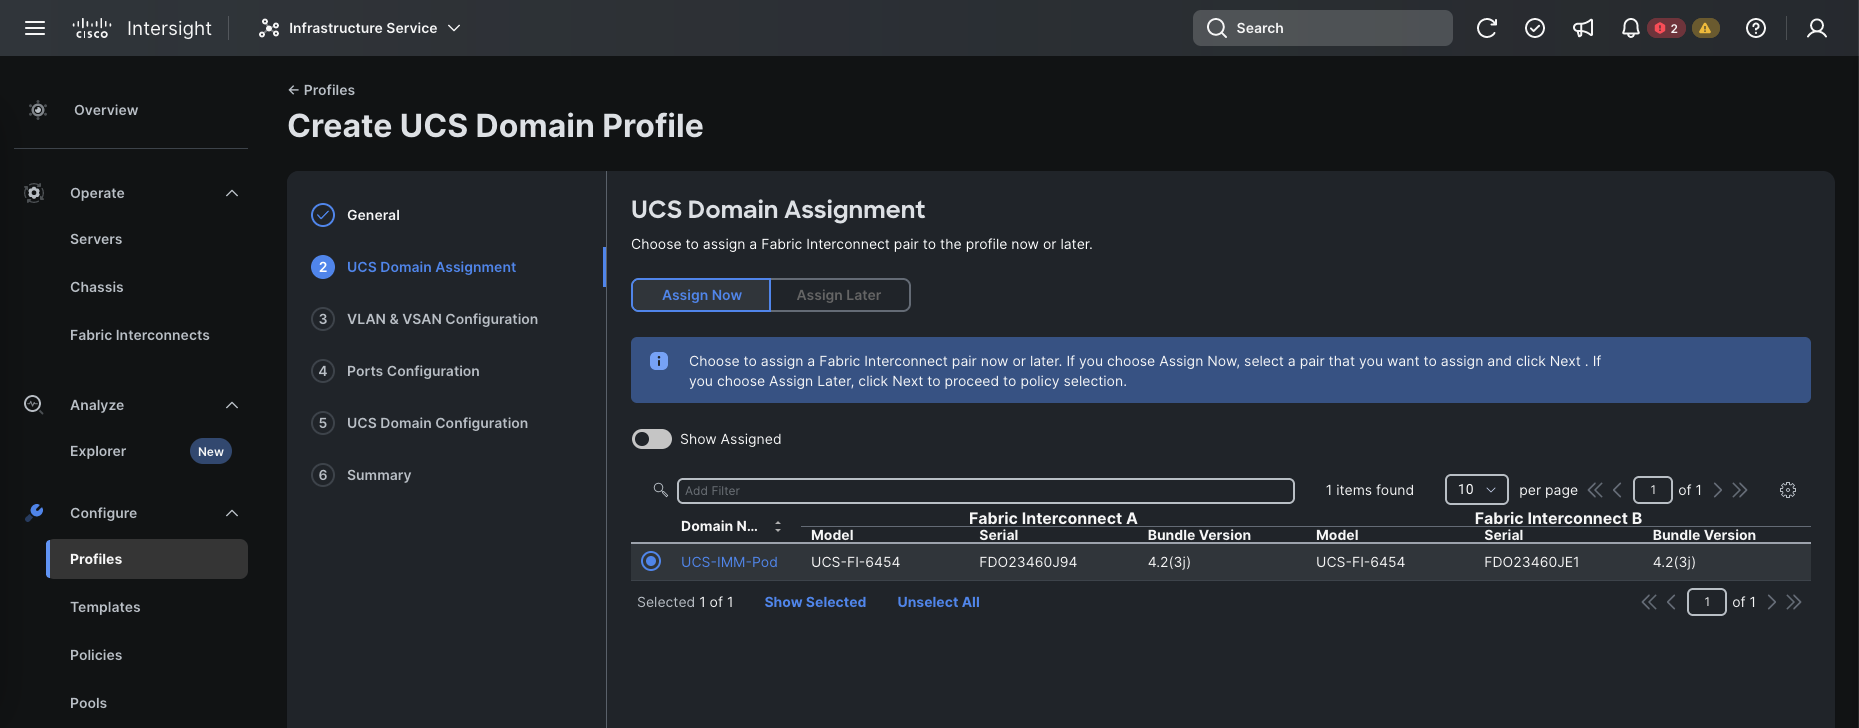 CISCO Intersight Infrastructure Service Search 2
Overview
Operate
Servers
Chassis
Fabric Interconnects
Analyze
Explorer New
Configure
Profiles
Templates
Policies
Pools
← Profiles
Create UCS Domain Profile
General
2 UCS Domain Assignment
3 VLAN & VSAN Configuration
4 Ports Configuration
5 UCS Domain Configuration
6 Summary
UCS Domain Assignment
Choose to assign a Fabric Interconnect pair to the profile now or later.
Assign Now Assign Later
Choose to assign a Fabric Interconnect pair now or later. If you choose Assign Now, select a pair that you want to assign and click Next . If
you choose Assign Later, click Next to proceed to policy selection.
Show Assigned
Add Filter 1 items found 10 per page 1 of 1
Fabric Interconnect A Fabric Interconnect B
Domain N... Model Serial Bundle Version Model Serial Bundle Version
UCS-IMM-Pod UCS-FI-6454 FDO23460J94 4.2(3j) UCS-FI-6454 FDO23460JE1 4.2(3j)
Selected 1 of 1 Show Selected Unselect All 1 of 1